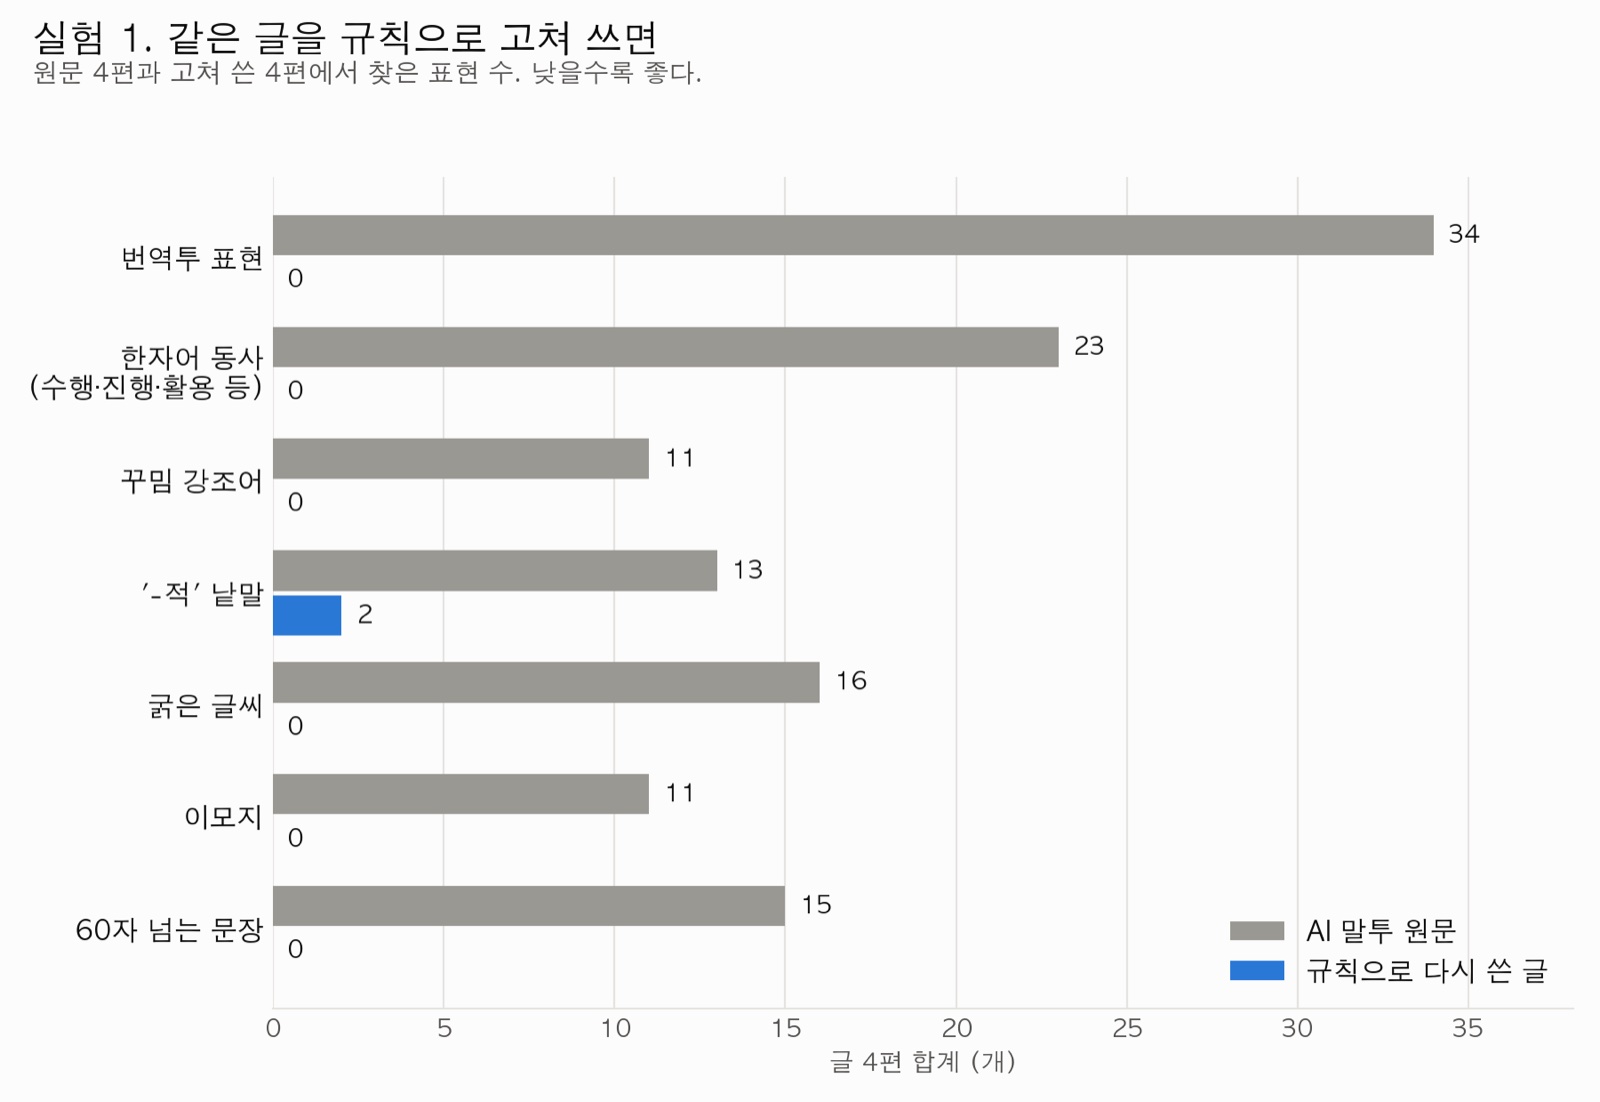 실험 1. 같은 글을 규칙으로 고쳐 쓰면
원문 4편과 고쳐 쓴 4편에서 찾은 표현 수. 낮을수록 좋다.
번역투 표현
34
0
한자어 동사
(수행·진행·활용 등)
23
0
꾸밈 강조어
11
0
'-적' 낱말
13
2
굵은 글씨
16
0
이모지
11
0
60자 넘는 문장
15
0
AI 말투 원문
규칙으로 다시 쓴 글
0 5 10 15 20 25 30 35
글 4편 합계 (개)